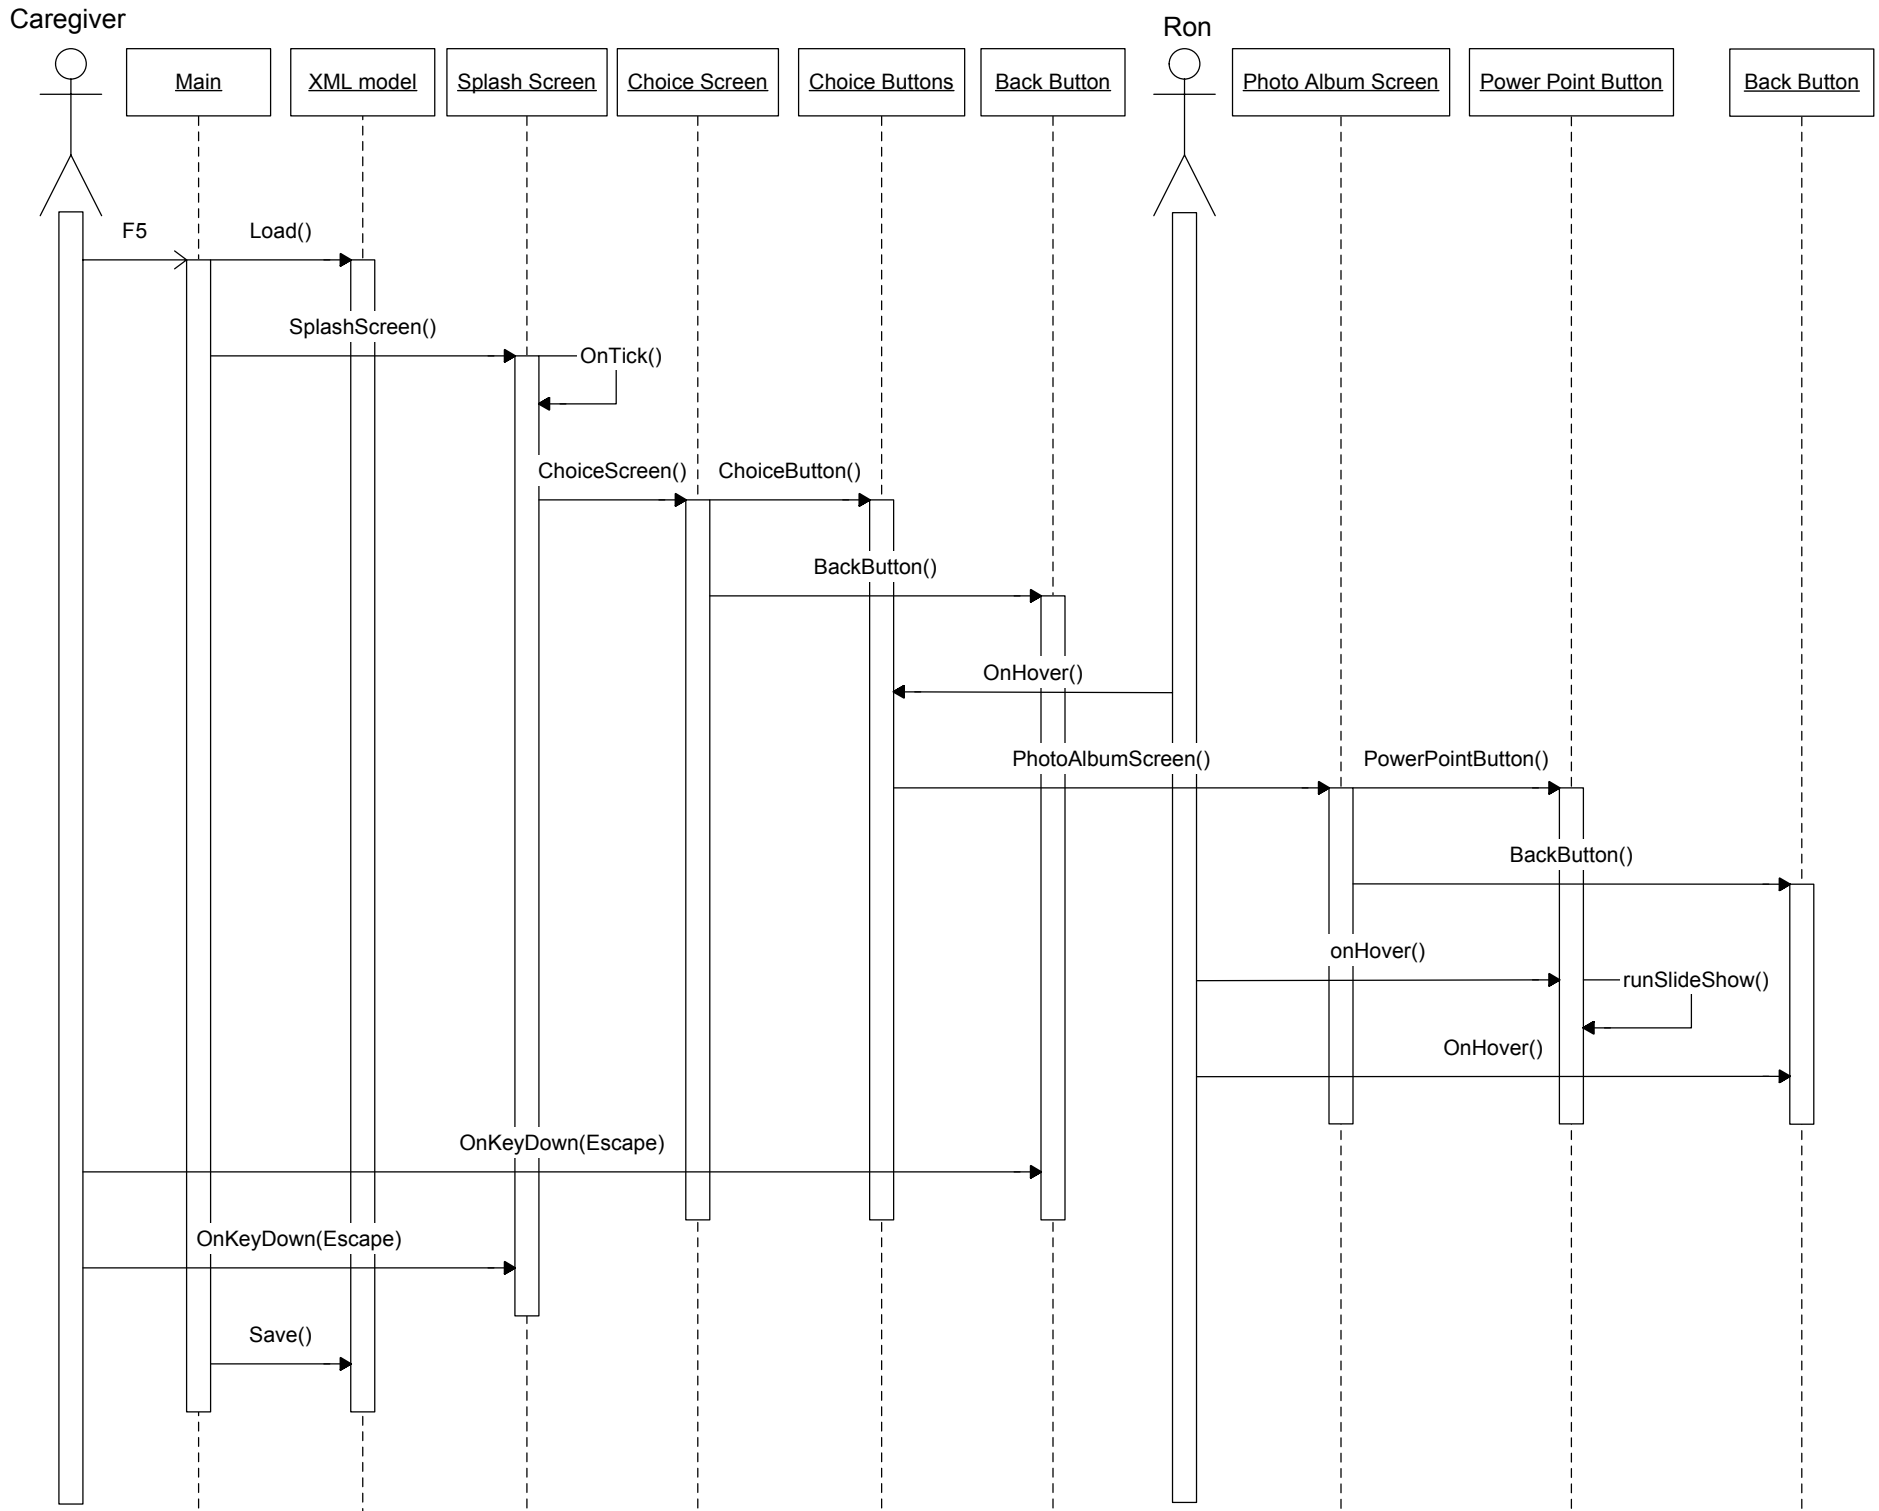 Caregiver
Ron
Main
XML model
Splash Screen
Choice Screen
Choice Buttons
Back Button
Photo Album Screen
Power Point Button
Back Button
F5
Load()
SplashScreen()
OnTick()
ChoiceScreen()
ChoiceButton()
BackButton()
OnHover()
PhotoAlbumScreen()
PowerPointButton()
BackButton()
onHover()
runSlideShow()
OnHover()
OnKeyDown(Escape)
OnKeyDown(Escape)
Save()